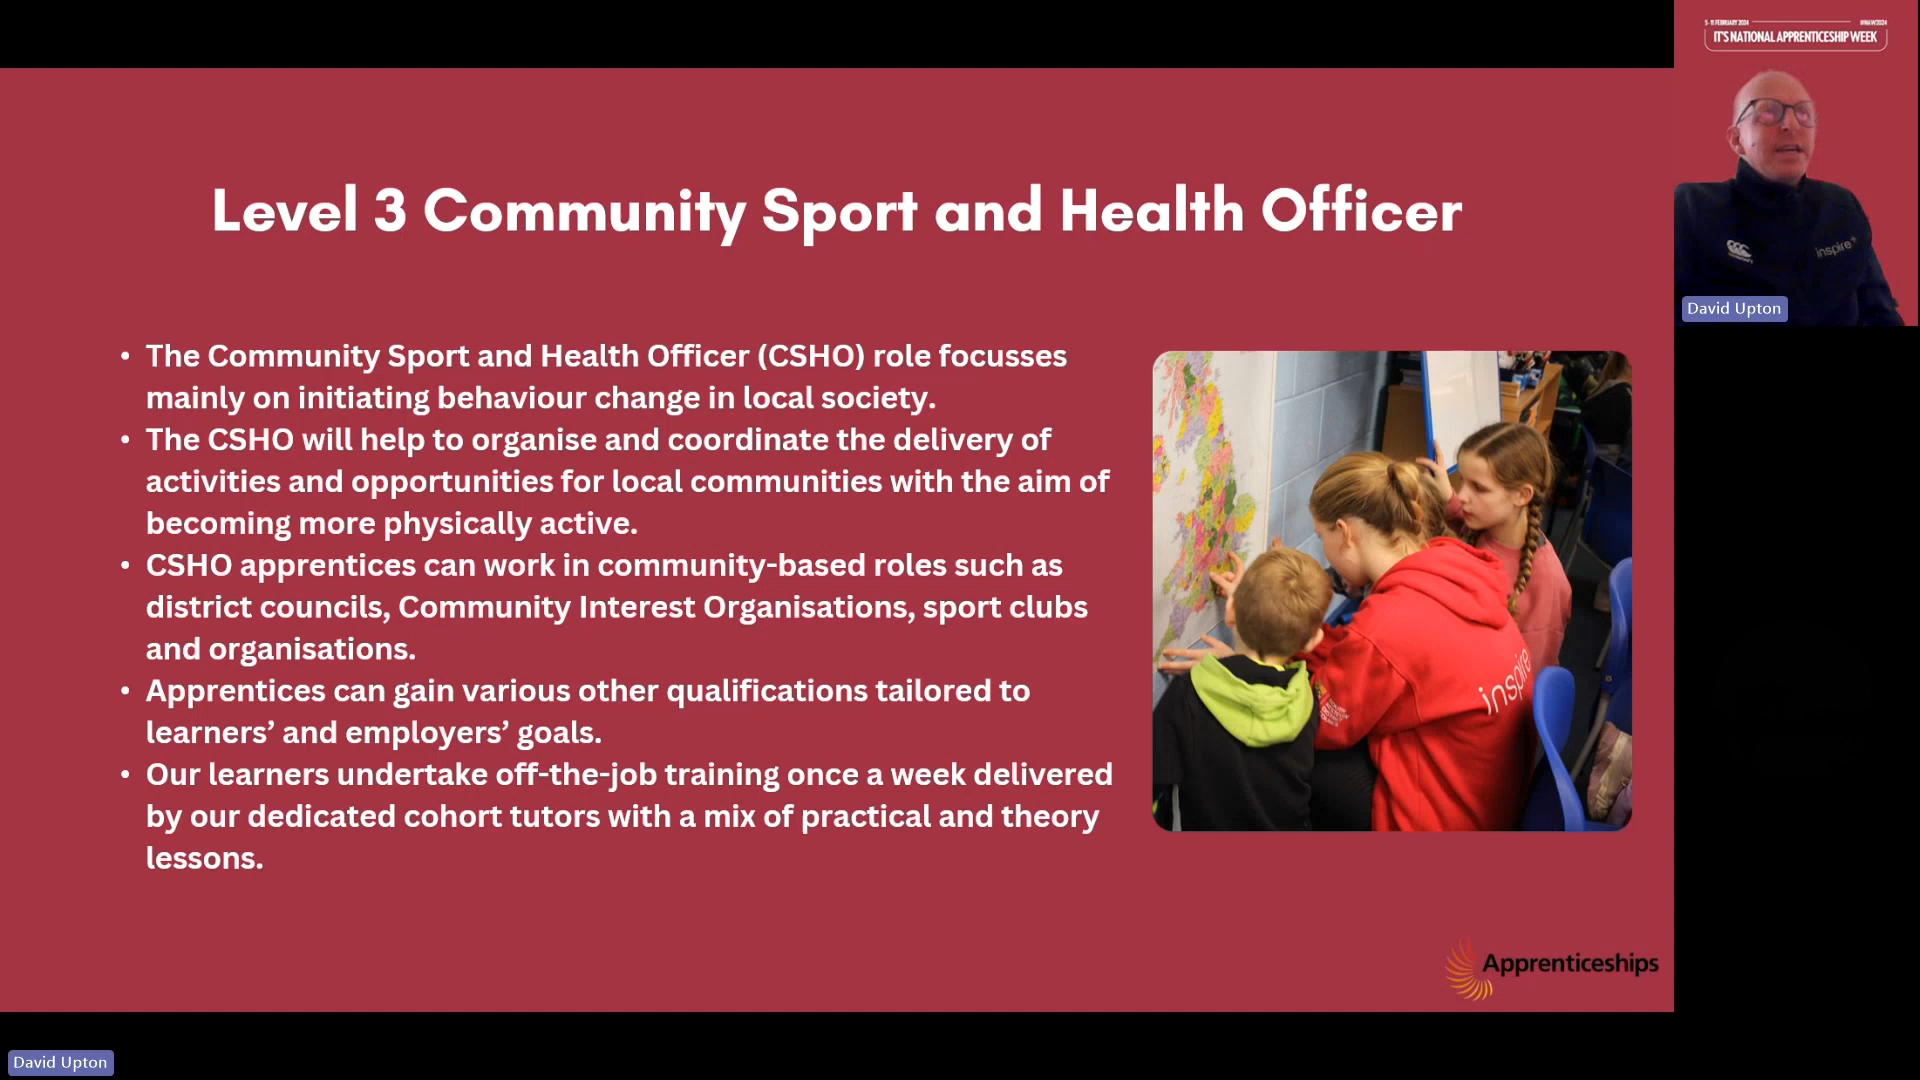 5 - 11 FEBRUARY 2024 #NAW2024
IT'S NATIONAL APPRENTICESHIP WEEK
Level 3 Community Sport and Health Officer
• The Community Sport and Health Officer (CSHO) role focusses
mainly on initiating behaviour change in local society.
• The CSHO will help to organise and coordinate the delivery of
activities and opportunities for local communities with the aim of
becoming more physically active.
• CSHO apprentices can work in community-based roles such as
district councils, Community Interest Organisations, sport clubs
and organisations.
• Apprentices can gain various other qualifications tailored to
learners’ and employers’ goals.
• Our learners undertake off-the-job training once a week delivered
by our dedicated cohort tutors with a mix of practical and theory
lessons.
inspire+
David Upton
inspire
Apprenticeships
David Upton